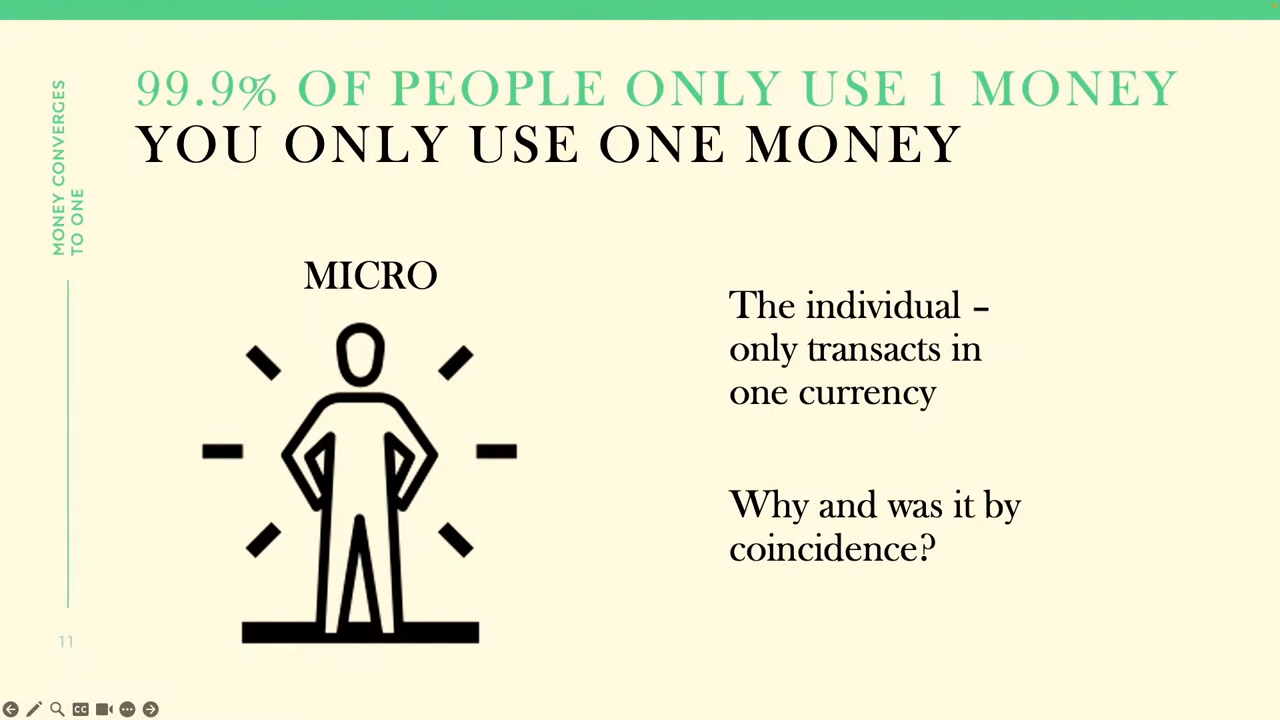 99.9% OF PEOPLE ONLY USE 1 MONEY
YOU ONLY USE ONE MONEY
MONEY CONVERGES
TO ONE
MICRO
The individual –
only transacts in
one currency
Why and was it by
coincidence?
11
CC